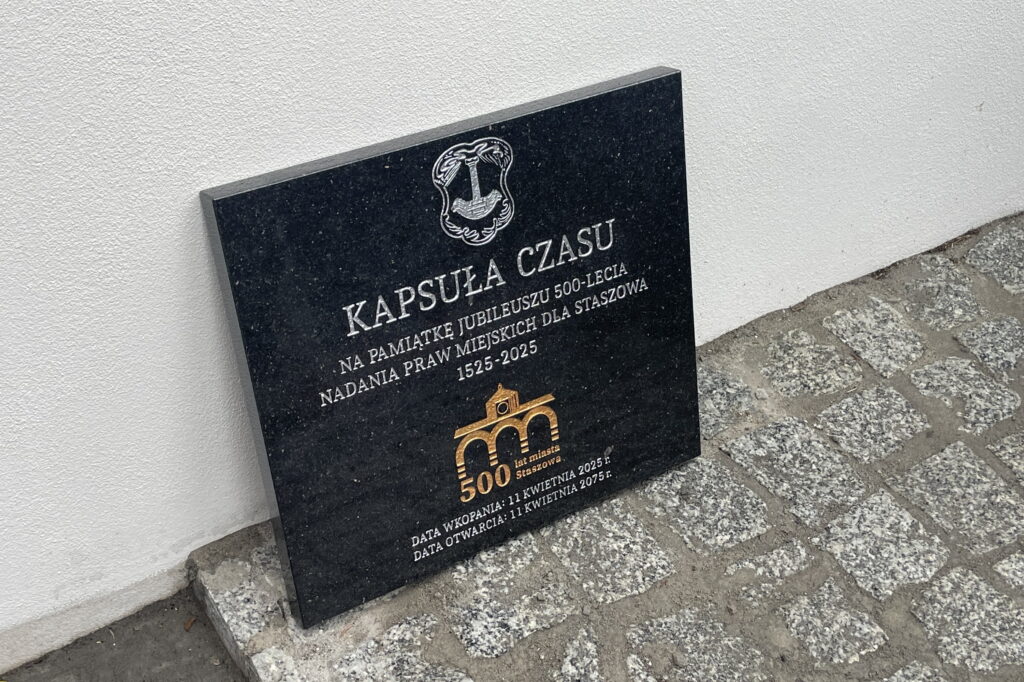 KAPSUŁA CZASU
NA PAMIĄTKĘ JUBILEUSZU 500-LECIA
NADANIA PRAW MIEJSKICH DLA STASZOWA
1525-2025
500 lat miasta
Staszowa
DATA WKOPANIA: 11 KWIETNIA 2025 r.
DATA OTWARCIA: 11 KWIETNIA 2075 r.